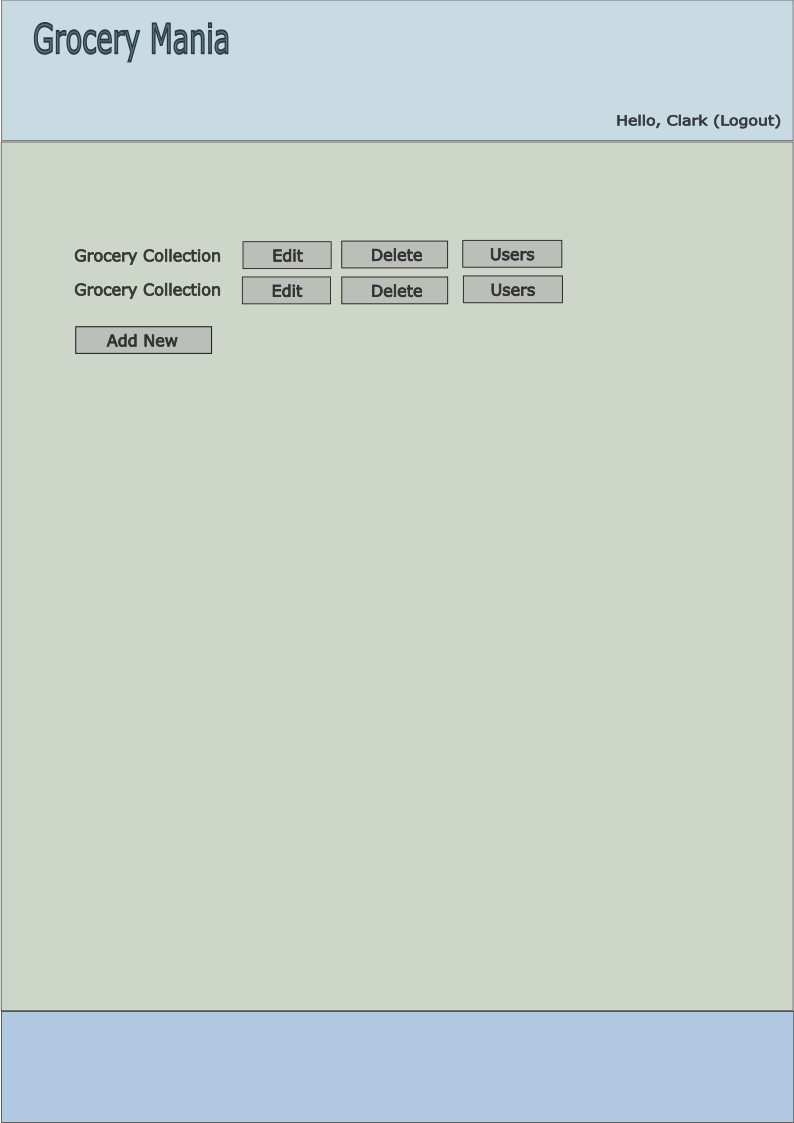 Grocery Mania
Hello, Clark (Logout)
Grocery Collection Edit Delete Users
Grocery Collection Edit Delete Users
Add New